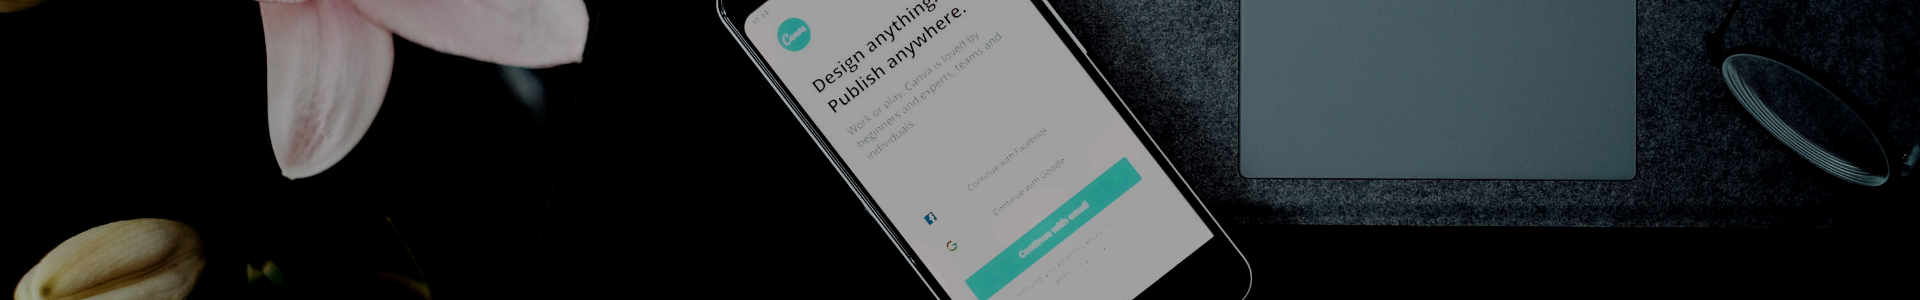 Canva
Design anything.
Publish anywhere.
Work or play, Canva is loved by
beginners and experts, teams and
individuals.
Continue with Facebook
Continue with Google
Continue with email